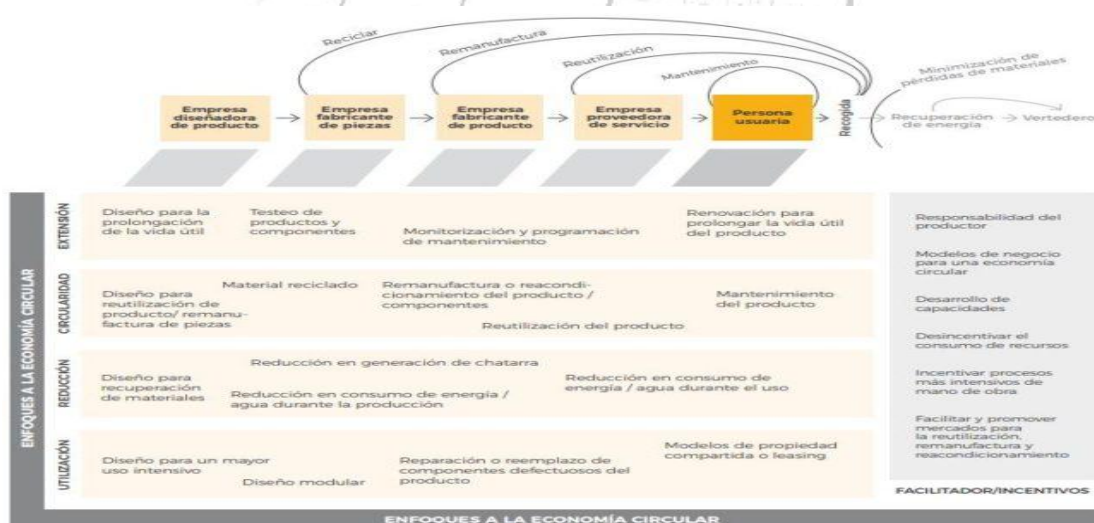 Reciclar
Remanufactura
Reutilización
Mantenimiento
Minimización de
pérdidas de materiales
Empresa
diseñadora
de producto
Empresa
fabricante
de piezas
Empresa
fabricante
de producto
Empresa
proveedora
de servicio
Persona
usuaria
Recogida
Recuperación
de energía
Vertedero
ENFOQUES A LA ECONOMÍA CIRCULAR
EXTENSIÓN
Diseño para la
prolongación
de la vida útil
Testeo de
productos y
componentes
Monitorización y programación
de mantenimiento
Renovación para
prolongar la vida útil
del producto
CIRCULARIDAD
Diseño para
reutilización de
producto/ remanu-
factura de piezas
Material reciclado
Remanufactura o reacondi-
cionamiento del producto /
componentes
Reutilización del producto
Mantenimiento
del producto
REDUCCIÓN
Diseño para
recuperación
de materiales
Reducción en generación de chatarra
Reducción en consumo de energía /
agua durante la producción
Reducción en consumo de
energía / agua durante el uso
UTILIZACIÓN
Diseño para un mayor
uso intensivo
Diseño modular
Reparación o reemplazo de
componentes defectuosos del
producto
Modelos de propiedad
compartida o leasing
Responsabilidad del
productor
Modelos de negocio
para una economía
circular
Desarrollo de
capacidades
Desincentivar el
consumo de recursos
Incentivar procesos
más intensivos de
mano de obra
Facilitar y promover
mercados para
la reutilización,
remanufactura y
reacondicionamiento
FACILITADOR/INCENTIVOS
ENFOQUES A LA ECONOMÍA CIRCULAR